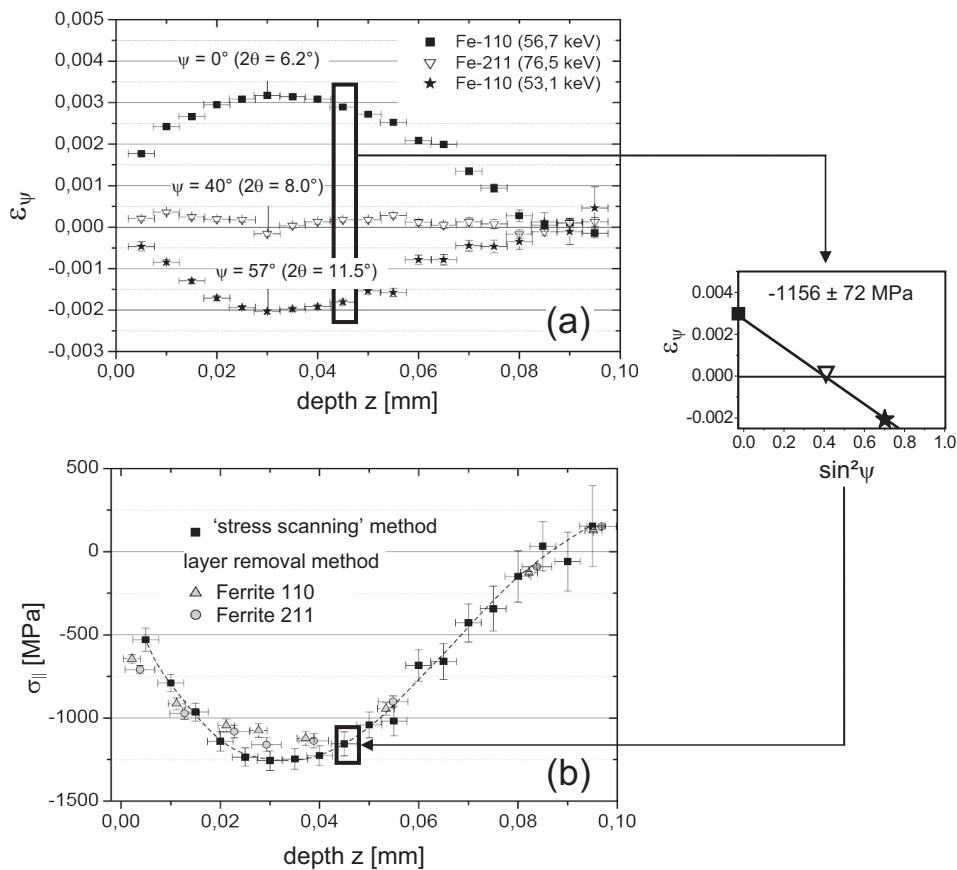 0,005
0,004
0,003
0,002
0,001
0,000
-0,001
-0,002
-0,003
εψ
ψ = 0° (2θ = 6.2°)
ψ = 40° (2θ = 8.0°)
ψ = 57° (2θ = 11.5°)
Fe-110 (56,7 keV)
Fe-211 (76,5 keV)
Fe-110 (53,1 keV)
(a)
0,00 0,02 0,04 0,06 0,08 0,10
depth z [mm]
-1156 ± 72 MPa
0.004
0.002
0.000
-0.002
εψ
0.0 0.2 0.4 0.6 0.8 1.0
sin²ψ
500
0
-500
-1000
-1500
σ|| [MPa]
‘stress scanning’ method
layer removal method
Ferrite 110
Ferrite 211
(b)
0,00 0,02 0,04 0,06 0,08 0,10
depth z [mm]